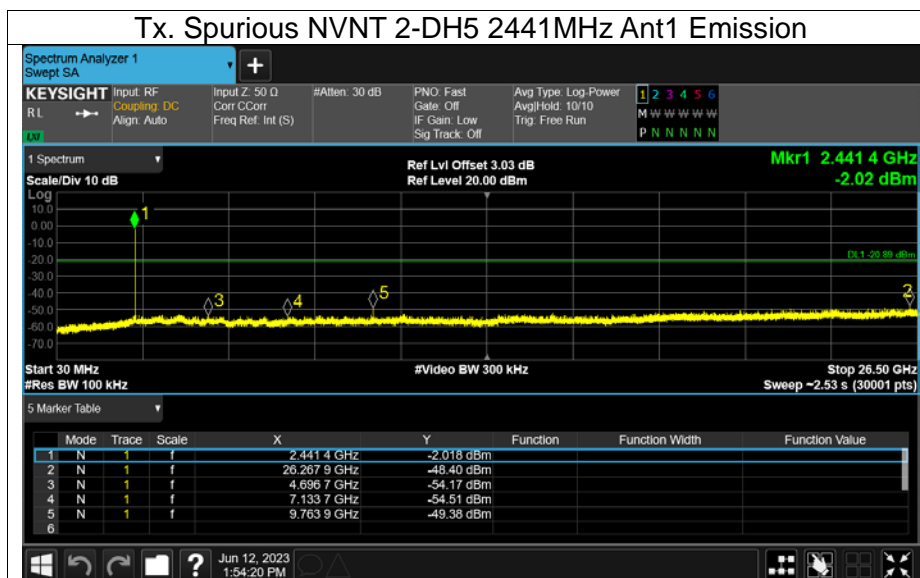 Tx. Spurious NVNT 2-DH5 2441MHz Ant1 Emission
Spectrum Analyzer 1
Swept SA
+
KEYSIGHT Input: RF Input Z: 50 Ω #Atten: 30 dB PNO: Fast Avg Type: Log-Power 1 2 3 4 5 6
RL Coupling: DC Corr CCorr Gate: Off Avg|Hold: 10/10 M W W W W W
Align: Auto Freq Ref: Int (S) IF Gain: Low Trig: Free Run
LXI Sig Track: Off P N N N N N
1 Spectrum Ref Lvl Offset 3.03 dB Mkr1 2.441 4 GHz
Scale/Div 10 dB Ref Level 20.00 dBm -2.02 dBm
Log
10.0 1
0.00
-10.0
-20.0 DL1 -20.89 dBm
-30.0
-40.0 3 4 5 2
-50.0
-60.0
-70.0
Start 30 MHz #Video BW 300 kHz Stop 26.50 GHz
#Res BW 100 kHz Sweep ~2.53 s (30001 pts)
5 Marker Table
Mode Trace Scale X Y Function Function Width Function Value
1 N 1 f 2.441 4 GHz -2.018 dBm
2 N 1 f 26.267 9 GHz -48.40 dBm
3 N 1 f 4.696 7 GHz -54.17 dBm
4 N 1 f 7.133 7 GHz -54.51 dBm
5 N 1 f 9.763 9 GHz -49.38 dBm
6
? Jun 12, 2023
1:54:20 PM